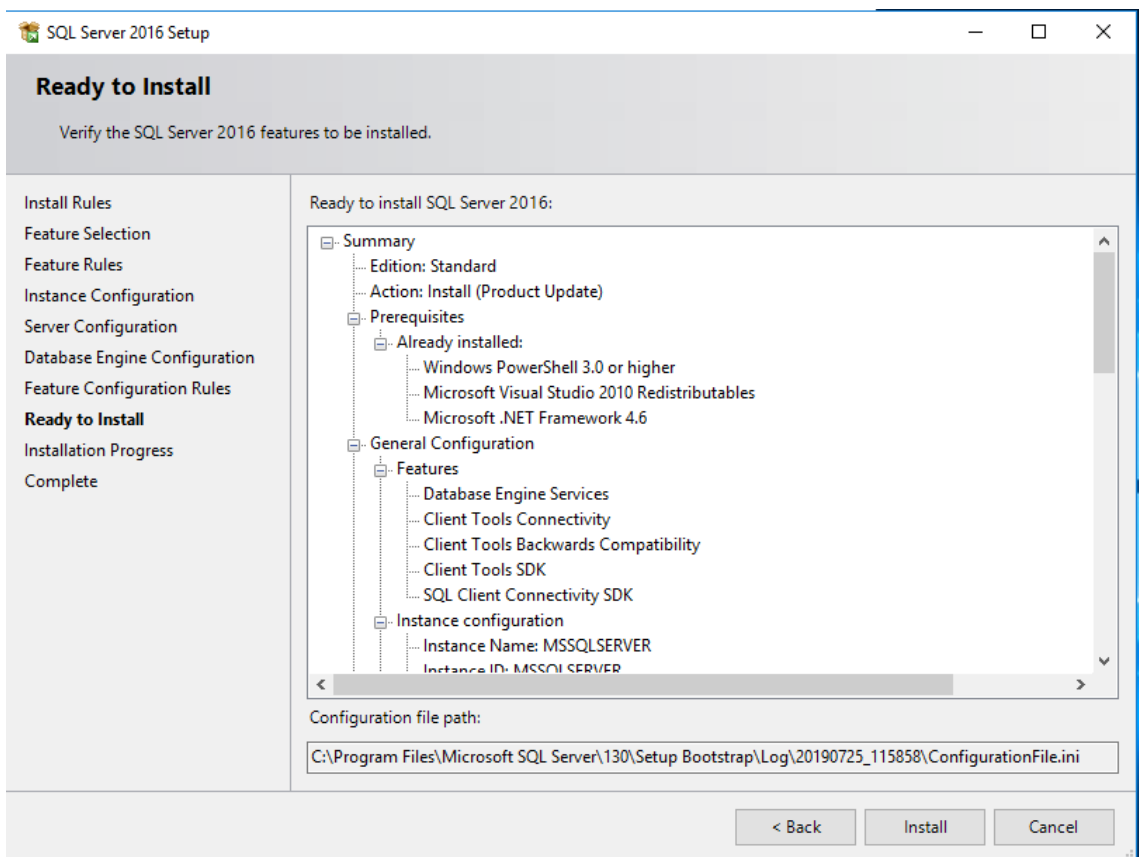 SQL Server 2016 Setup
Ready to Install
Verify the SQL Server 2016 features to be installed.
Install Rules
Feature Selection
Feature Rules
Instance Configuration
Server Configuration
Database Engine Configuration
Feature Configuration Rules
Ready to Install
Installation Progress
Complete
Ready to install SQL Server 2016:
Summary
Edition: Standard
Action: Install (Product Update)
Prerequisites
Already installed:
Windows PowerShell 3.0 or higher
Microsoft Visual Studio 2010 Redistributables
Microsoft .NET Framework 4.6
General Configuration
Features
Database Engine Services
Client Tools Connectivity
Client Tools Backwards Compatibility
Client Tools SDK
SQL Client Connectivity SDK
Instance configuration
Instance Name: MSSQLSERVER
Instance ID: MSSQLSERVER
Configuration file path:
C:\Program Files\Microsoft SQL Server\130\Setup Bootstrap\Log\20190725_115858\ConfigurationFile.ini
< Back
Install
Cancel